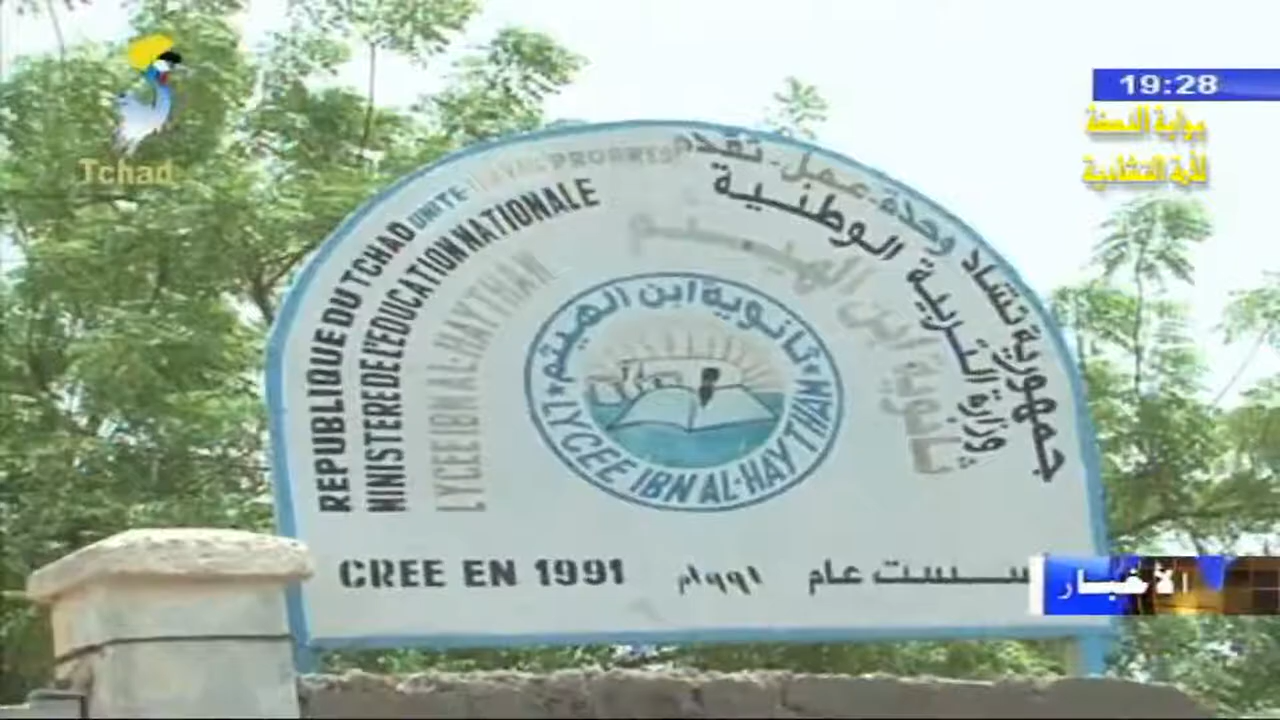 19:28
بوابة النهضة
للأمة التشادية
Tchad
REPUBLIQUE DU TCHAD UNITE-TRAVAIL-PROGRES
MINISTERE DE L'EDUCATION NATIONALE
LYCEE IBN AL-HAYTHAM
جمهورية تشاد وحدة-عمل-تقدم
وزارة التربية الوطنية
ثانوية ابن الهيثم
ثانوية ابن الهيثم
LYCEE IBN AL-HAYTHAM
CREE EN 1991
سست عام ١٩٩١م
الأخبار